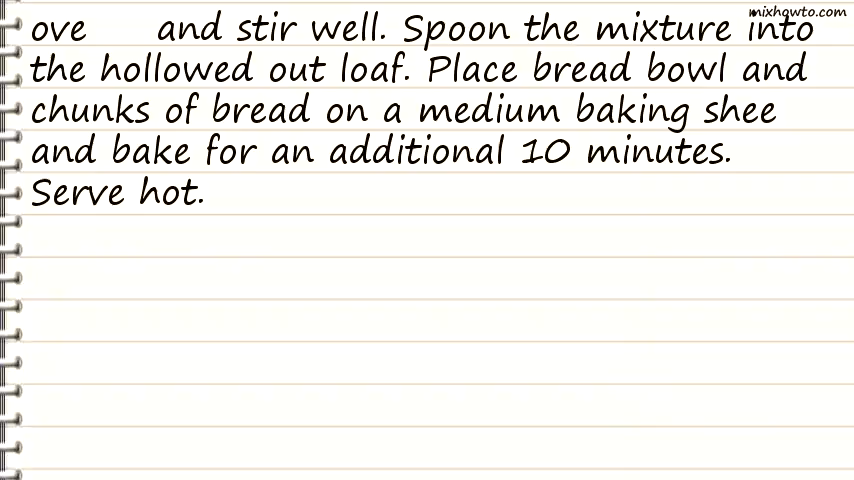 mixhowto.com
ove and stir well. Spoon the mixture into
the hollowed out loaf. Place bread bowl and
chunks of bread on a medium baking shee
and bake for an additional 10 minutes.
Serve hot.